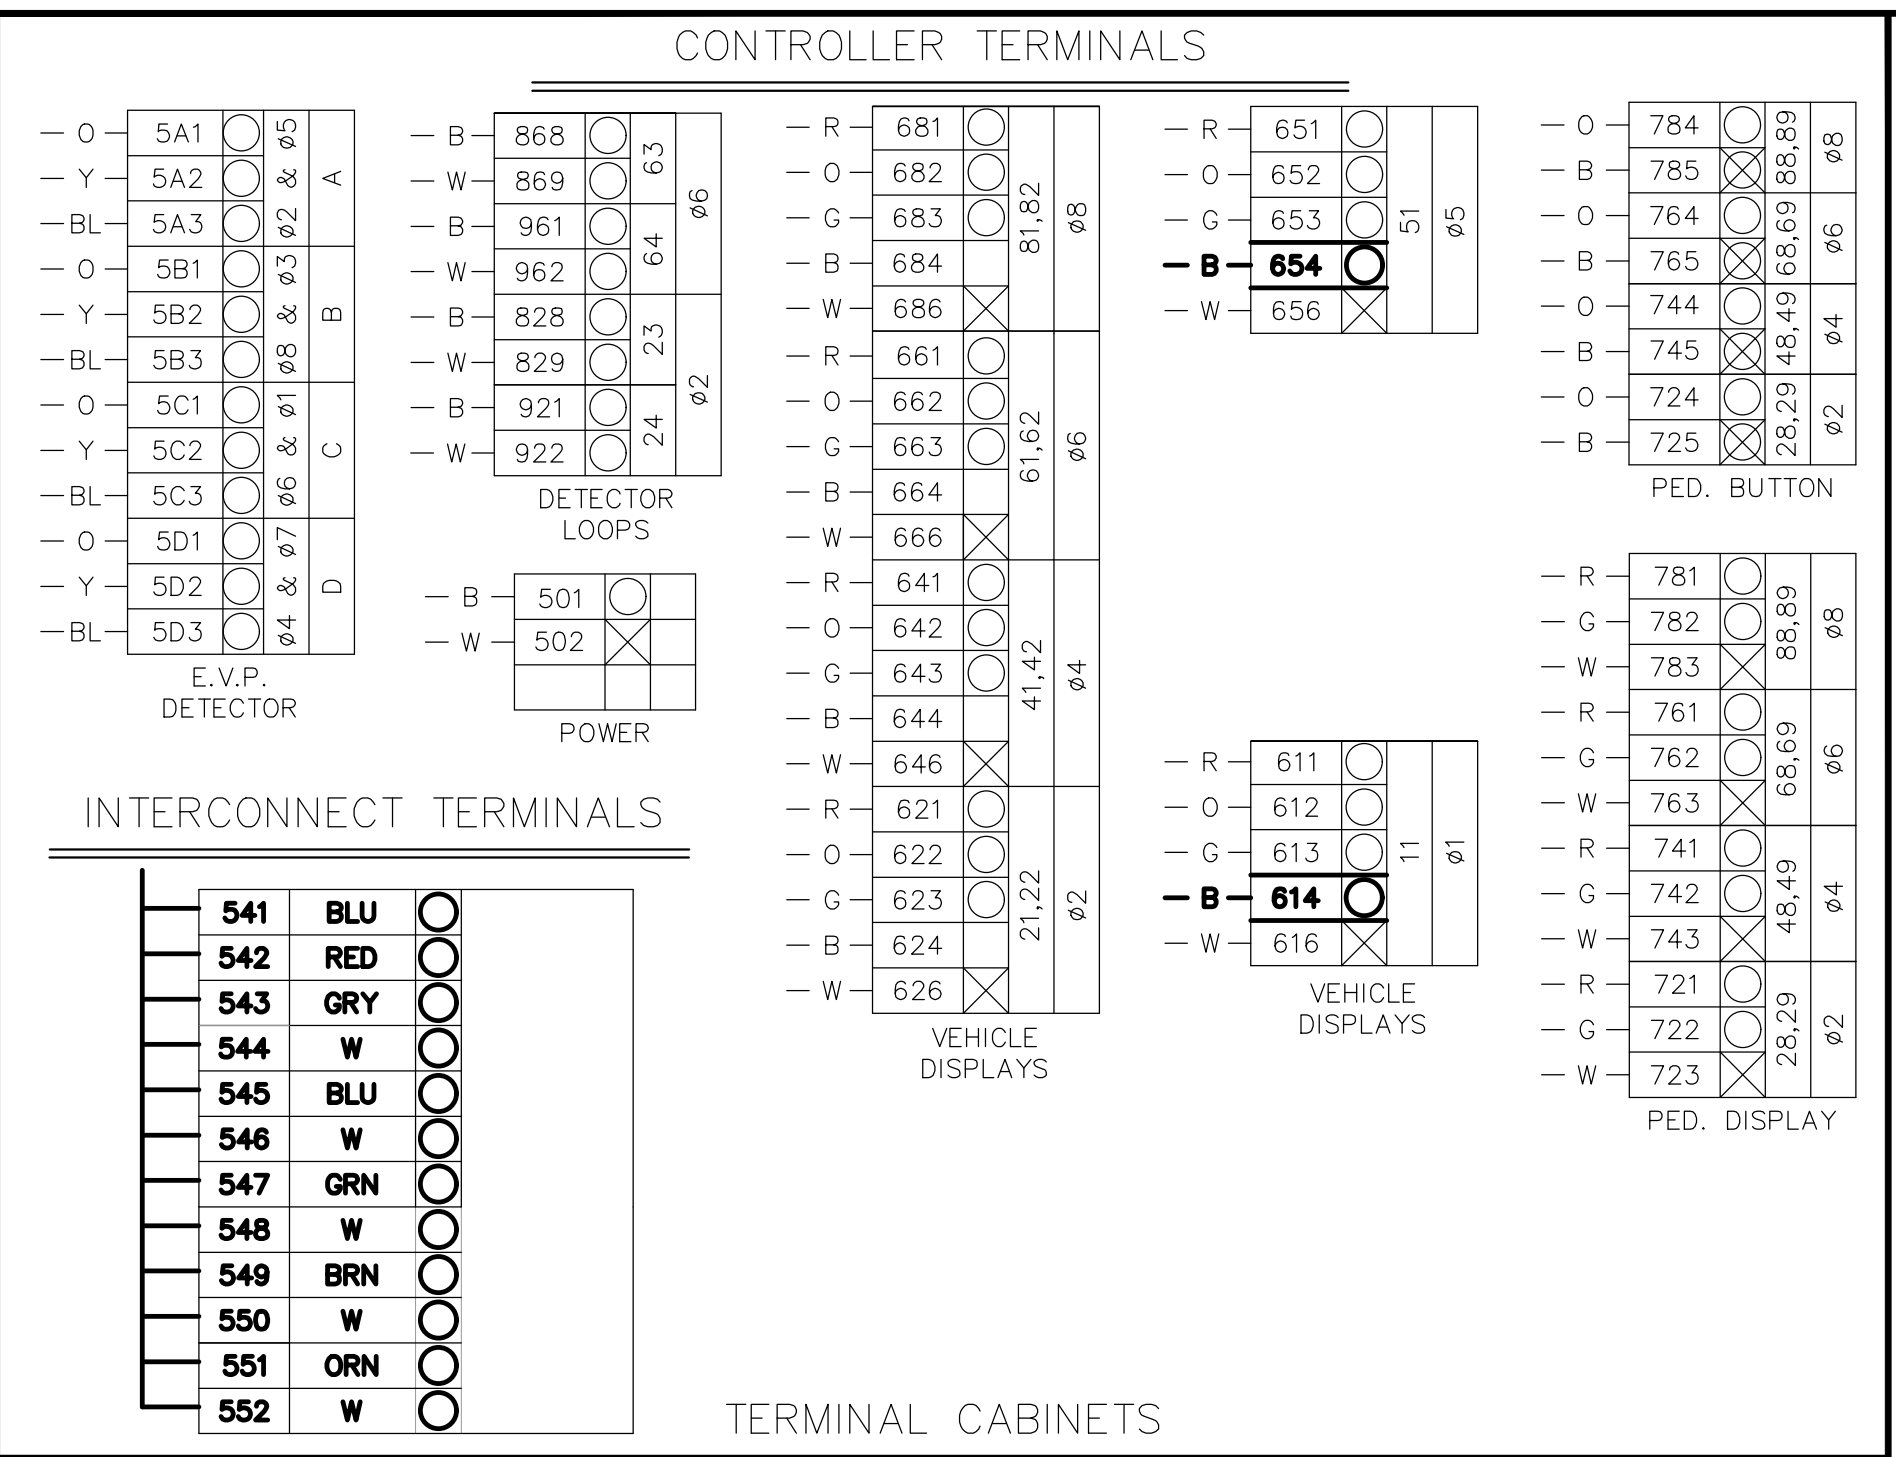 CONTROLLER TERMINALS
O 5A1
Y 5A2
BL 5A3
ø2 & ø5
A
O 5B1
Y 5B2
BL 5B3
ø8 & ø3
B
O 5C1
Y 5C2
BL 5C3
ø6 & ø1
C
O 5D1
Y 5D2
BL 5D3
ø4 & ø7
D
E.V.P.
DETECTOR
B 868
W 869
63
B 961
W 962
64
ø6
B 828
W 829
23
B 921
W 922
24
ø2
DETECTOR
LOOPS
B 501
W 502
POWER
R 681
O 682
G 683
B 684
W 686
81,82
ø8
R 661
O 662
G 663
B 664
W 666
61,62
ø6
R 641
O 642
G 643
B 644
W 646
41,42
ø4
R 621
O 622
G 623
B 624
W 626
21,22
ø2
VEHICLE
DISPLAYS
R 651
O 652
G 653
B 654
W 656
51
ø5
R 611
O 612
G 613
B 614
W 616
11
ø1
VEHICLE
DISPLAYS
O 784
B 785
88,89
ø8
O 764
B 765
68,69
ø6
O 744
B 745
48,49
ø4
O 724
B 725
28,29
ø2
PED. BUTTON
R 781
G 782
W 783
88,89
ø8
R 761
G 762
W 763
68,69
ø6
R 741
G 742
W 743
48,49
ø4
R 721
G 722
W 723
28,29
ø2
PED. DISPLAY
INTERCONNECT TERMINALS
541 BLU
542 RED
543 GRY
544 W
545 BLU
546 W
547 GRN
548 W
549 BRN
550 W
551 ORN
552 W
TERMINAL CABINETS